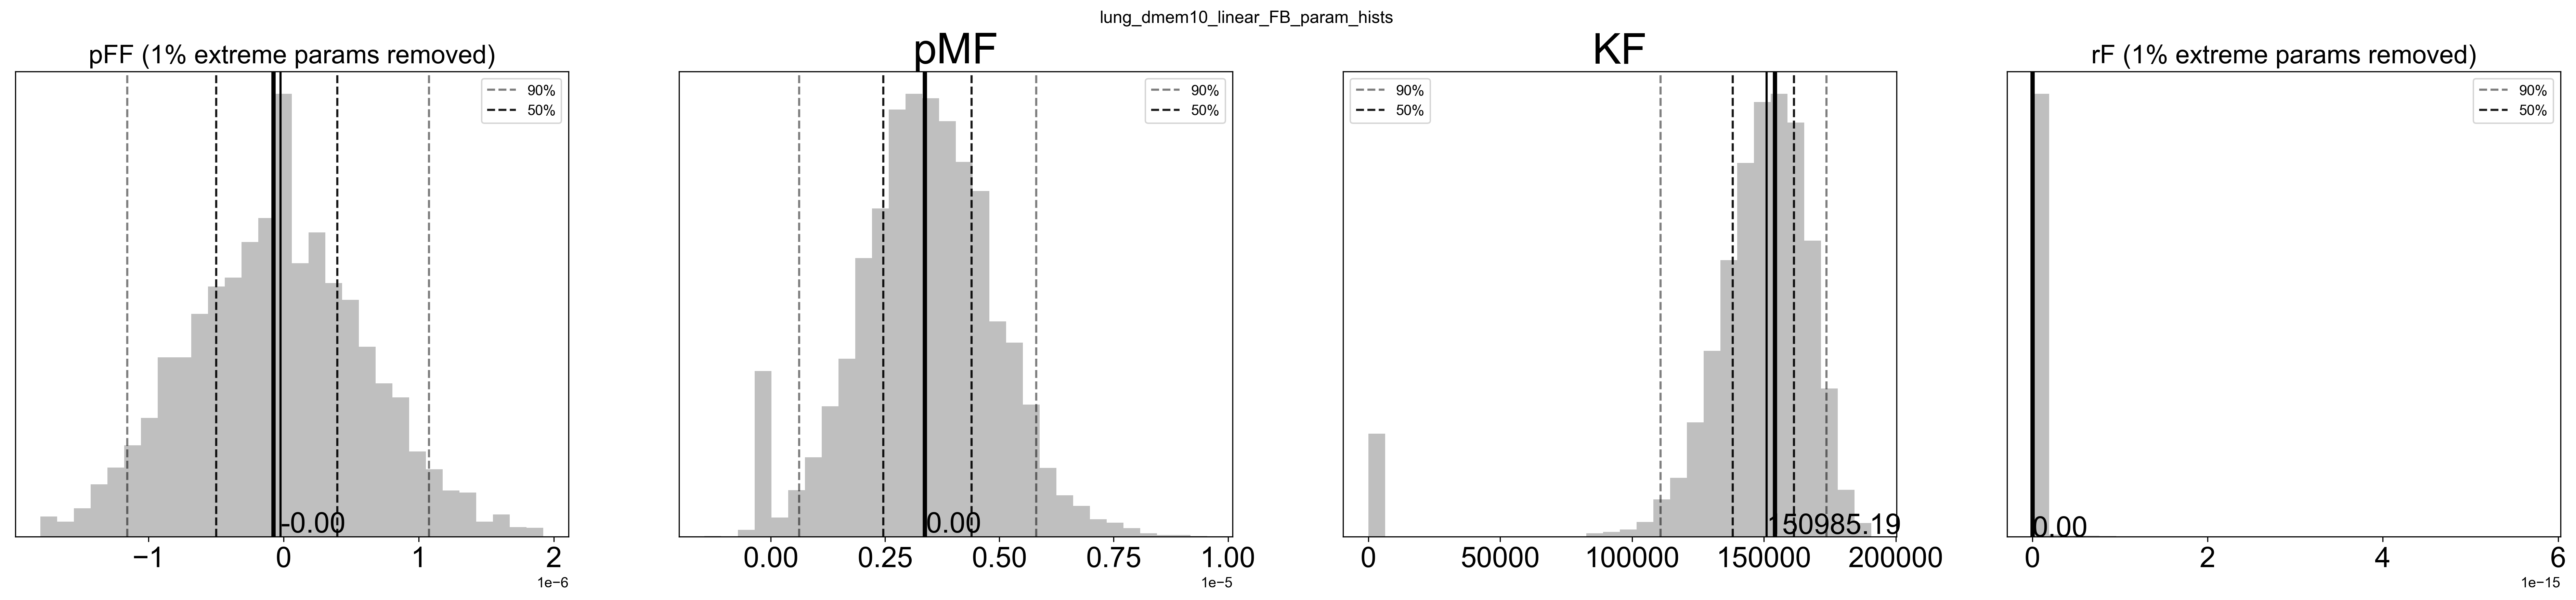 lung_dmem10_linear_FB_param_hists
pFF (1% extreme params removed)
90%
50%
-0.00
−1 0 1 2
1e−6
pMF
90%
50%
0.00
0.00 0.25 0.50 0.75 1.00
1e−5
KF
90%
50%
150985.19
0 50000 100000 150000 200000
rF (1% extreme params removed)
90%
50%
0.00
0 2 4 6
1e−15